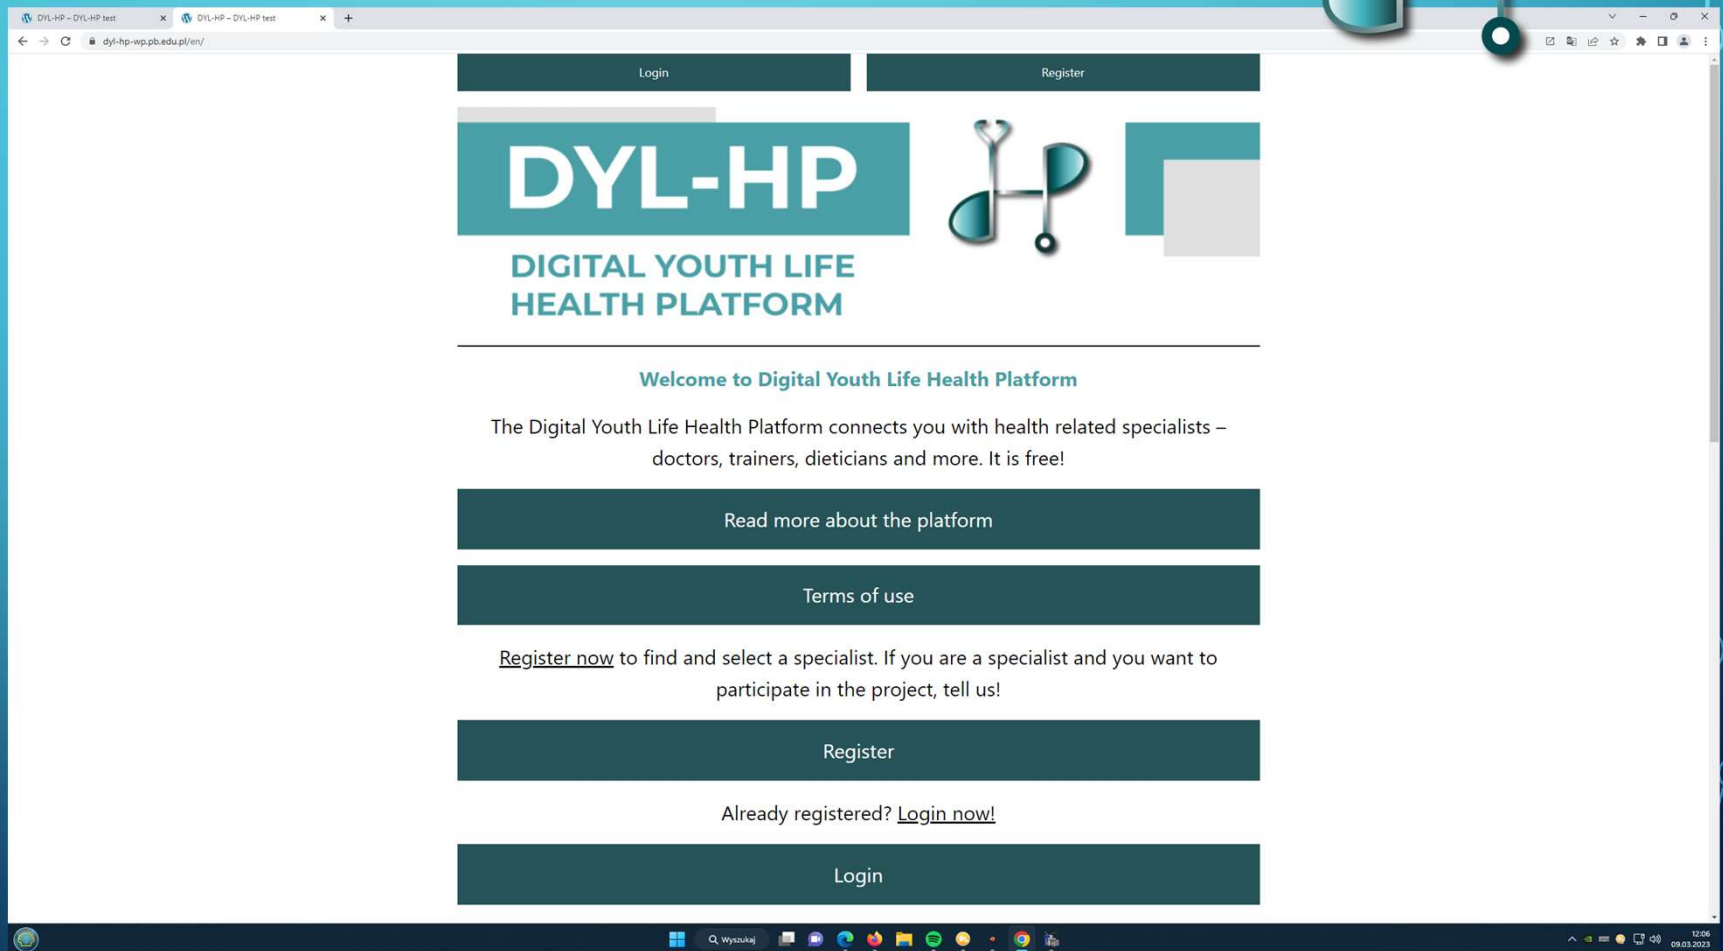 DYL-HP – DYL-HP test
DYL-HP – DYL-HP test
dyl-hp-wp.pb.edu.pl/en/
Login
Register
DYL-HP
DIGITAL YOUTH LIFE
HEALTH PLATFORM
Welcome to Digital Youth Life Health Platform
The Digital Youth Life Health Platform connects you with health related specialists –
doctors, trainers, dieticians and more. It is free!
Read more about the platform
Terms of use
Register now to find and select a specialist. If you are a specialist and you want to
participate in the project, tell us!
Register
Already registered? Login now!
Login
Wyszukaj
12:06
09.03.2023